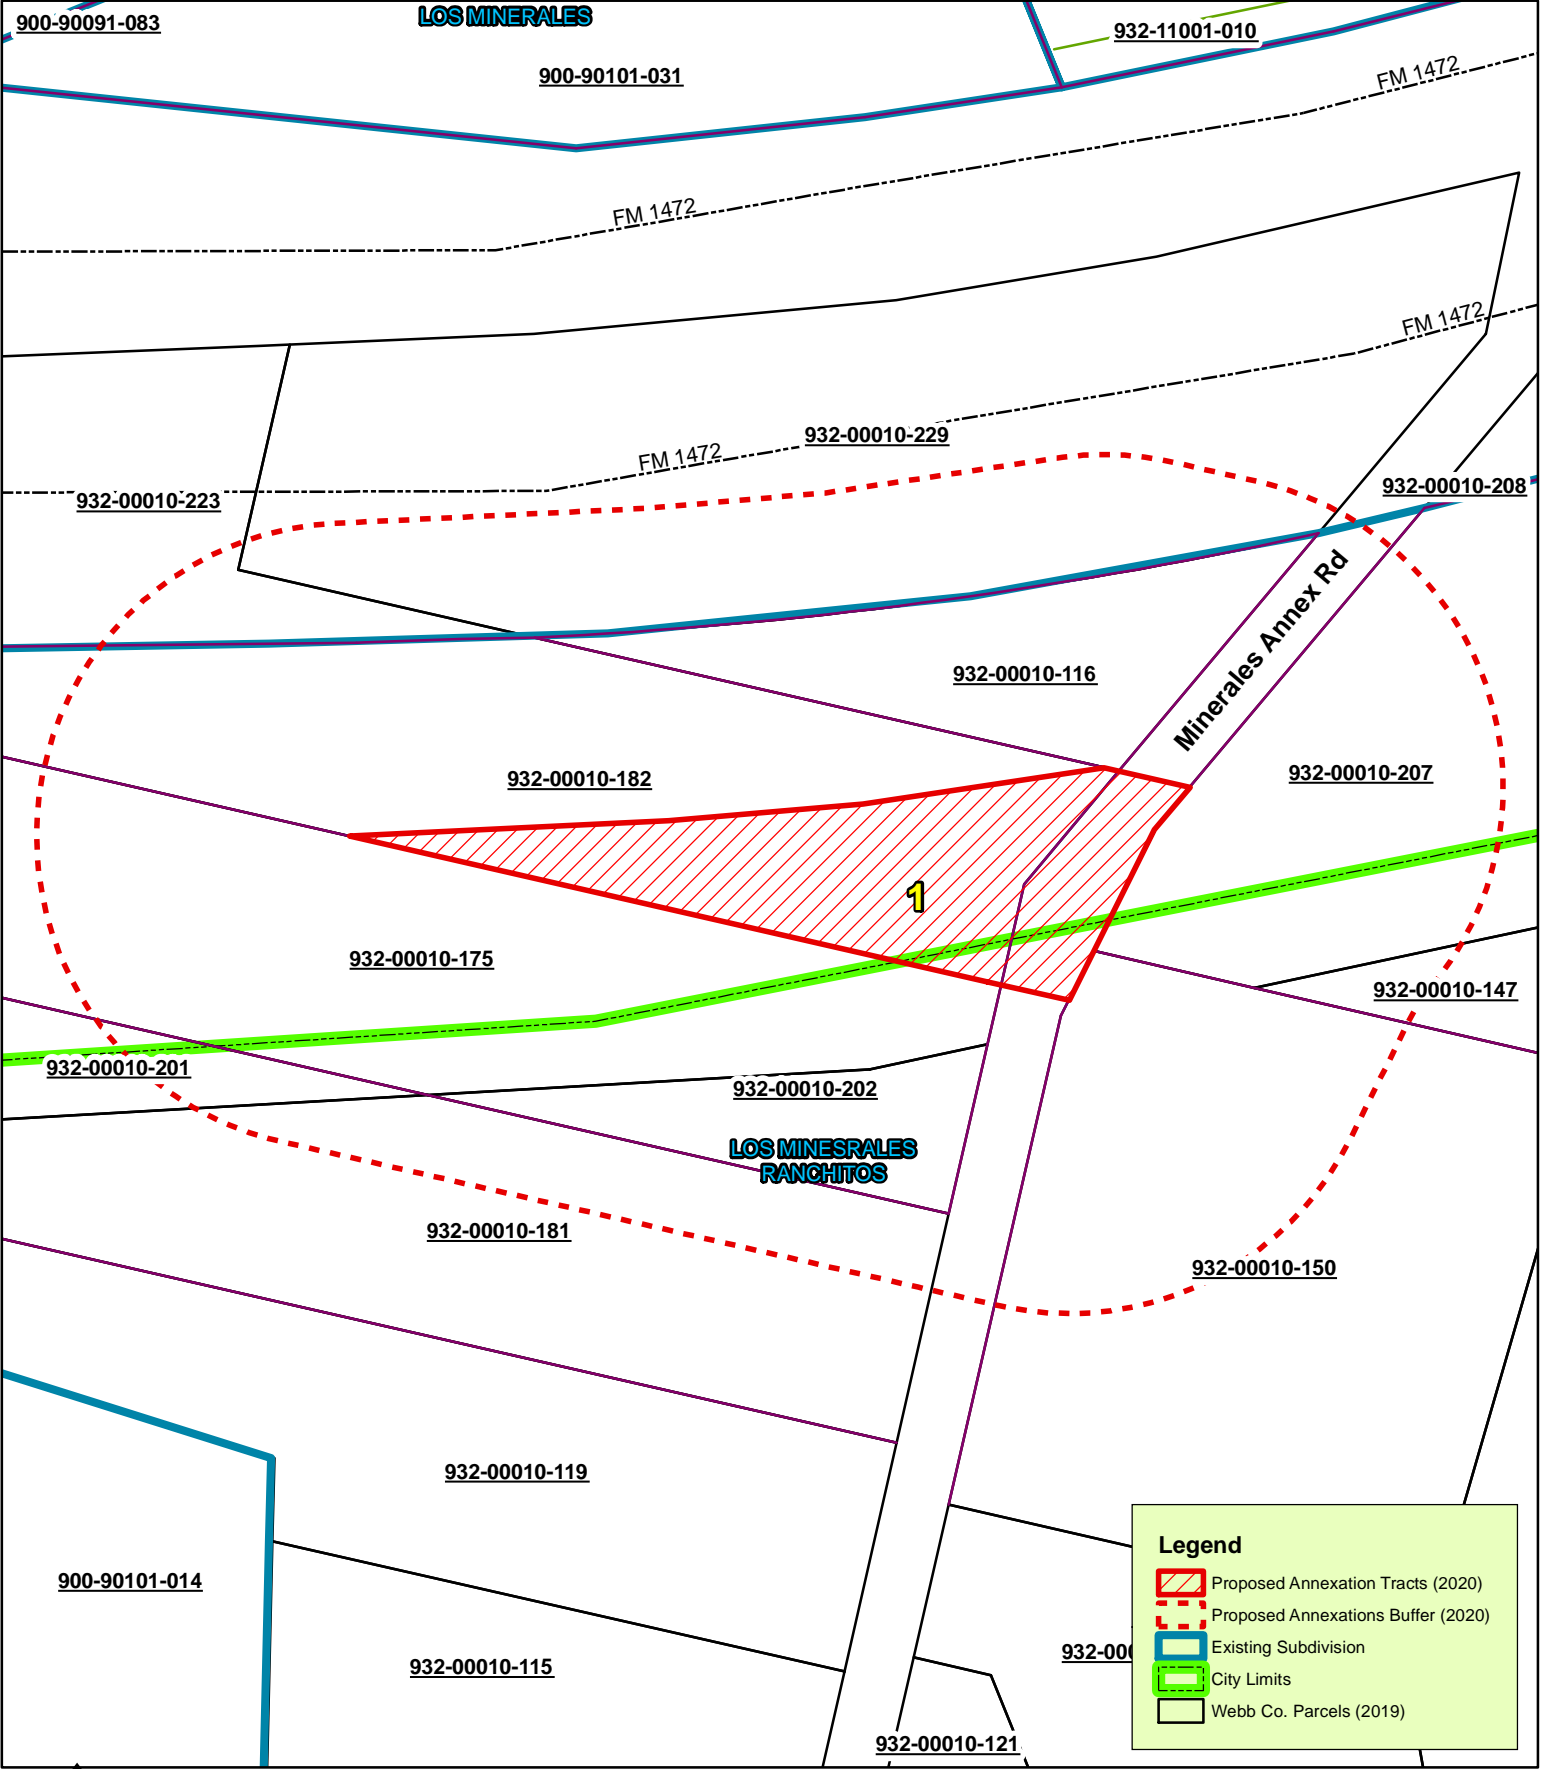 LOS MINERALES
900-90091-083
932-11001-010
900-90101-031
FM 1472
FM 1472
FM 1472
932-00010-229
FM 1472
932-00010-208
932-00010-223
Minerales Annex Rd
932-00010-116
932-00010-182
932-00010-207
1
932-00010-175
932-00010-147
932-00010-201
932-00010-202
LOS MINESRALES
RANCHITOS
932-00010-181
932-00010-150
932-00010-119
900-90101-014
932-00010-115
932-00
932-00010-121
Legend
Proposed Annexation Tracts (2020)
Proposed Annexations Buffer (2020)
Existing Subdivision
City Limits
Webb Co. Parcels (2019)